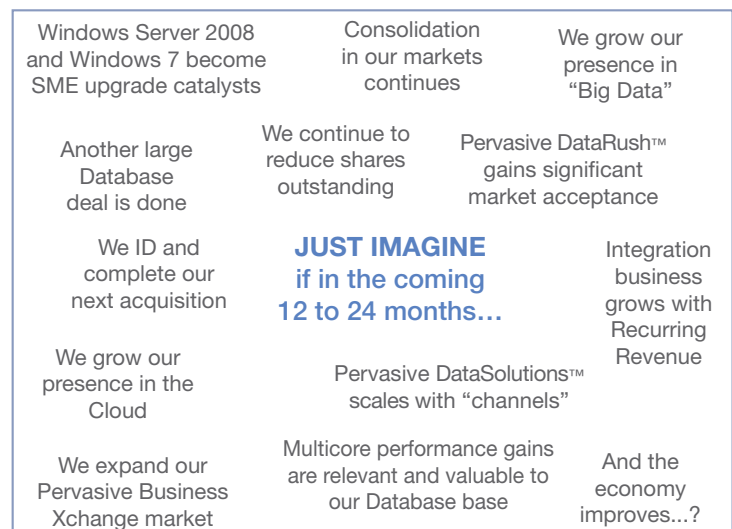 Windows Server 2008
and Windows 7 become
SME upgrade catalysts
Consolidation
in our markets
continues
We grow our
presence in
“Big Data”
Another large
Database
deal is done
We continue to
reduce shares
outstanding
Pervasive DataRush™
gains significant
market acceptance
We ID and
complete our
next acquisition
JUST IMAGINE
if in the coming
12 to 24 months…
Integration
business
grows with
Recurring
Revenue
We grow our
presence in the
Cloud
Pervasive DataSolutions™
scales with “channels”
We expand our
Pervasive Business
Xchange market
Multicore performance gains
are relevant and valuable to
our Database base
And the
economy
improves...?